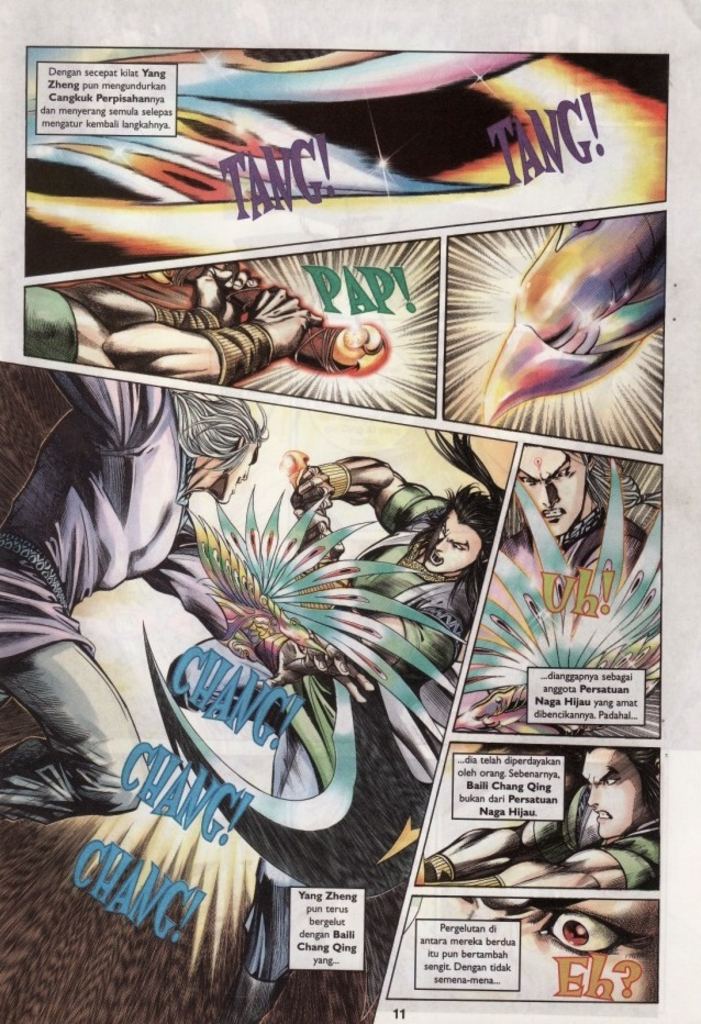 Dengan secepat kilat Yang
Zheng pun mengundurkan
Cangkuk Perpisahannya
dan menyerang semula selepas
mengatur kembali langkahnya.
TANG!
TANG!
PAP!
CHANG!
CHANG!
CHANG!
Yang Zheng
pun terus
bergelut
dengan Baili
Chang Qing
yang...
Uh!
...dianggapnya sebagai
anggota Persatuan
Naga Hijau yang amat
dibencikannya. Padahal...
...dia telah diperdayakan
oleh orang. Sebenarnya,
Baili Chang Qing
bukan dari Persatuan
Naga Hijau.
Pergelutan di
antara mereka berdua
itu pun bertambah
sengit. Dengan tidak
semena-mena...
Eh?
11